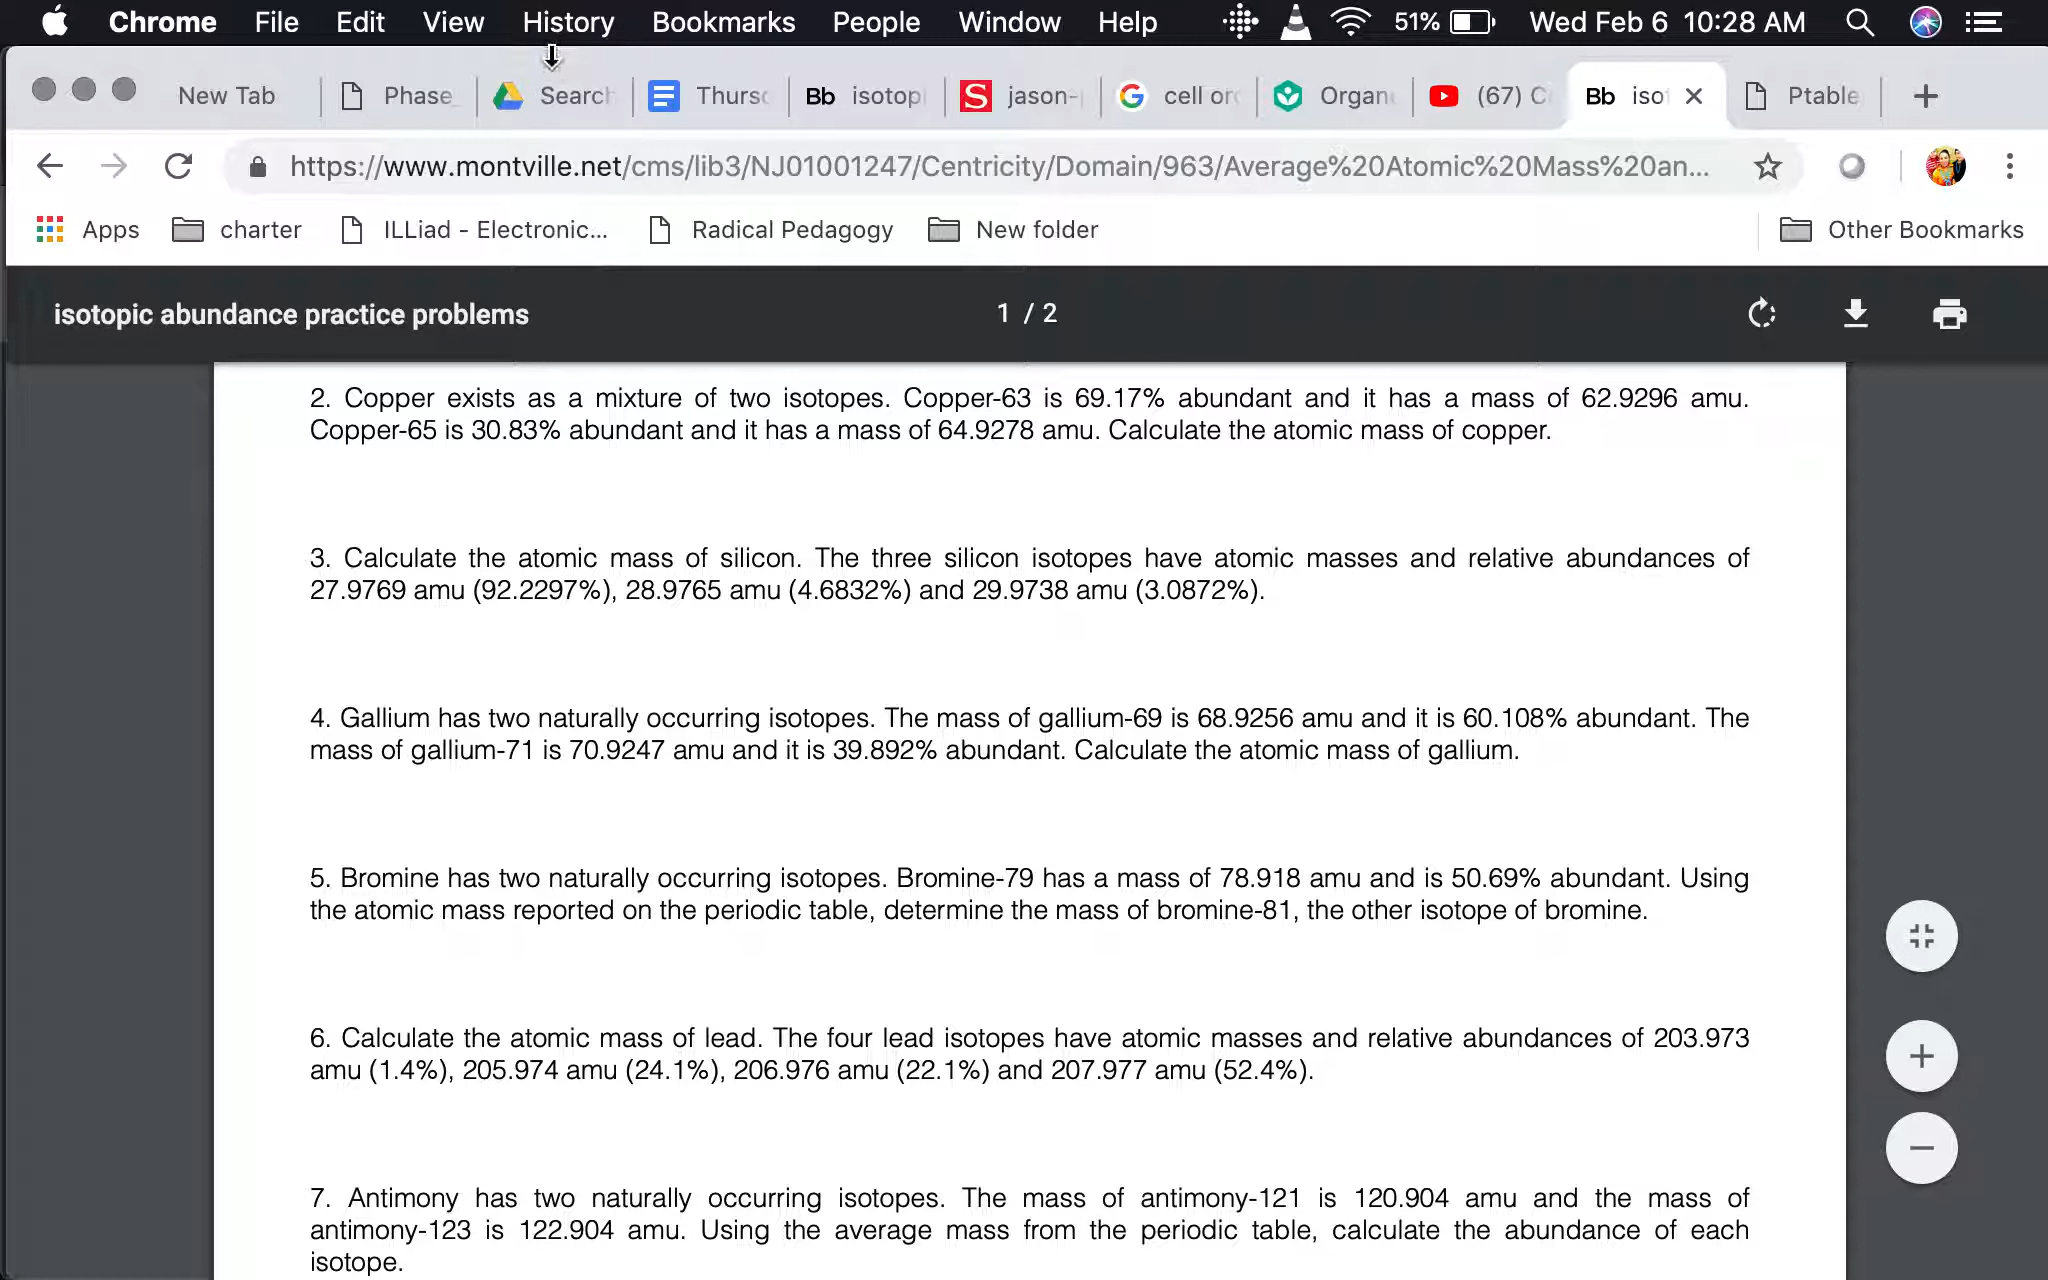 Chrome File Edit View History Bookmarks People Window Help 51% Wed Feb 6 10:28 AM
New Tab Phase Search Thurs Bb isotop S jason- cell or Organ (67) C Bb iso Ptable
https://www.montville.net/cms/lib3/NJ01001247/Centricity/Domain/963/Average%20Atomic%20Mass%20an...
Apps charter ILLiad - Electronic... Radical Pedagogy New folder Other Bookmarks
isotopic abundance practice problems 1 / 2
2. Copper exists as a mixture of two isotopes. Copper-63 is 69.17% abundant and it has a mass of 62.9296 amu.
Copper-65 is 30.83% abundant and it has a mass of 64.9278 amu. Calculate the atomic mass of copper.
3. Calculate the atomic mass of silicon. The three silicon isotopes have atomic masses and relative abundances of
27.9769 amu (92.2297%), 28.9765 amu (4.6832%) and 29.9738 amu (3.0872%).
4. Gallium has two naturally occurring isotopes. The mass of gallium-69 is 68.9256 amu and it is 60.108% abundant. The
mass of gallium-71 is 70.9247 amu and it is 39.892% abundant. Calculate the atomic mass of gallium.
5. Bromine has two naturally occurring isotopes. Bromine-79 has a mass of 78.918 amu and is 50.69% abundant. Using
the atomic mass reported on the periodic table, determine the mass of bromine-81, the other isotope of bromine.
6. Calculate the atomic mass of lead. The four lead isotopes have atomic masses and relative abundances of 203.973
amu (1.4%), 205.974 amu (24.1%), 206.976 amu (22.1%) and 207.977 amu (52.4%).
7. Antimony has two naturally occurring isotopes. The mass of antimony-121 is 120.904 amu and the mass of
antimony-123 is 122.904 amu. Using the average mass from the periodic table, calculate the abundance of each
isotope.